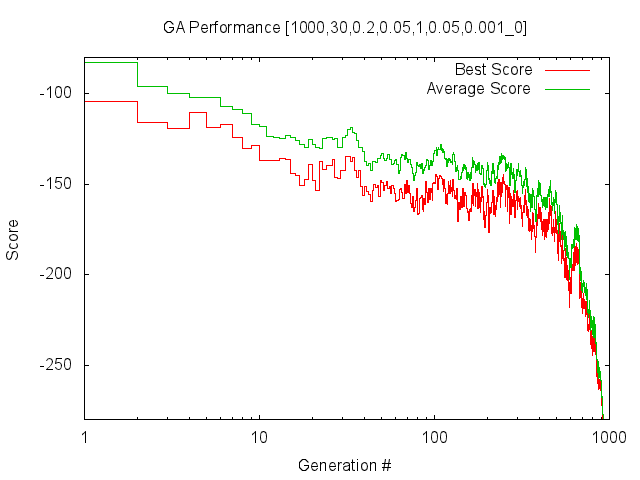 GA Performance [1000,30,0.2,0.05,1,0.05,0.001_0]
Best Score
Average Score
-100
-150
-200
-250
Score
1 10 100 1000
Generation #